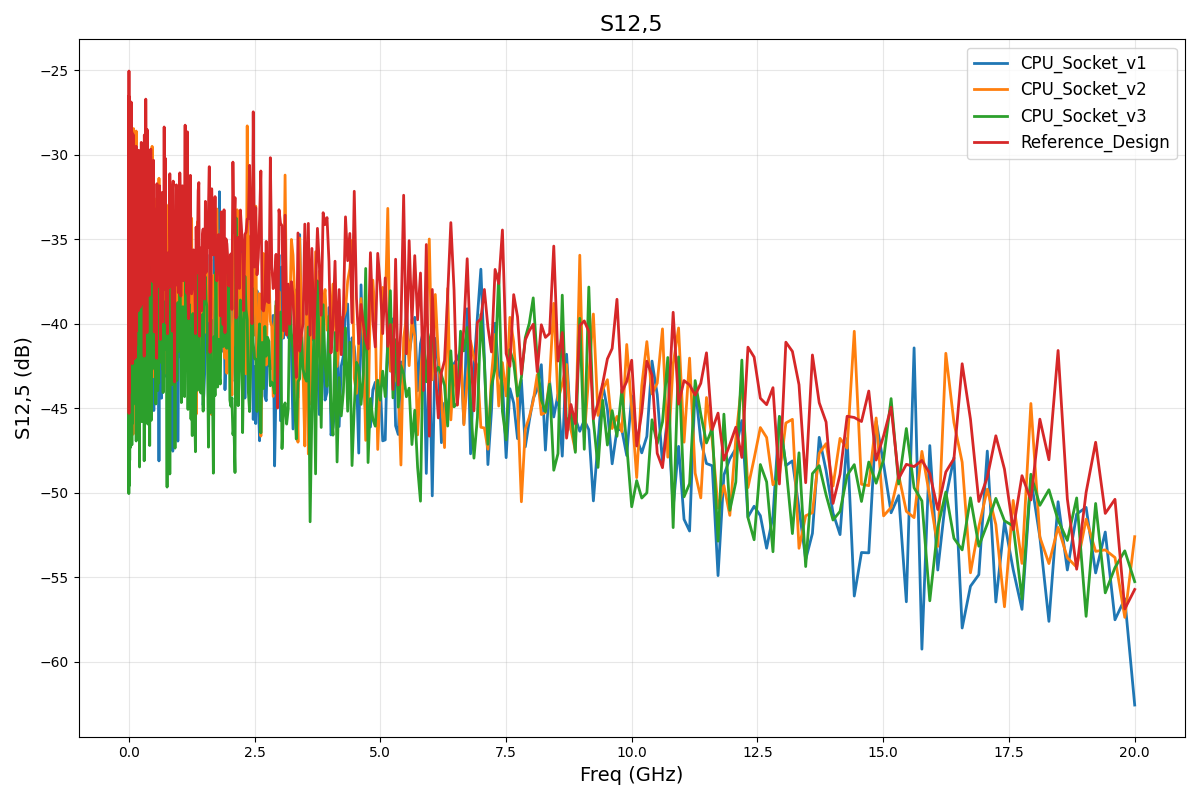 S12,5
CPU_Socket_v1
CPU_Socket_v2
CPU_Socket_v3
Reference_Design
−25
−30
−35
−40
−45
−50
−55
−60
S12,5 (dB)
0.0 2.5 5.0 7.5 10.0 12.5 15.0 17.5 20.0
Freq (GHz)